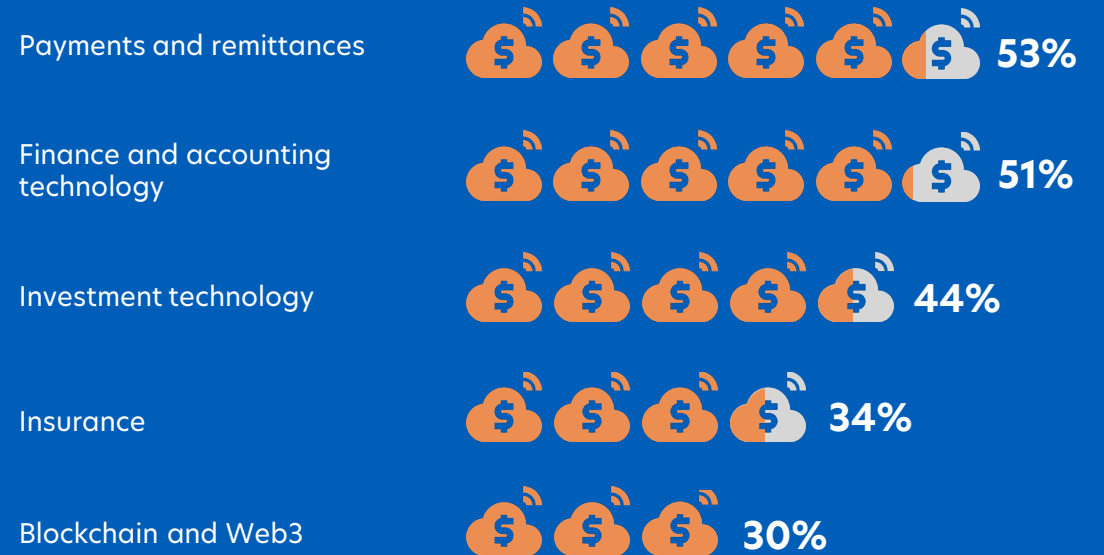 Payments and remittances 53%
Finance and accounting
technology 51%
Investment technology 44%
Insurance 34%
Blockchain and Web3 30%